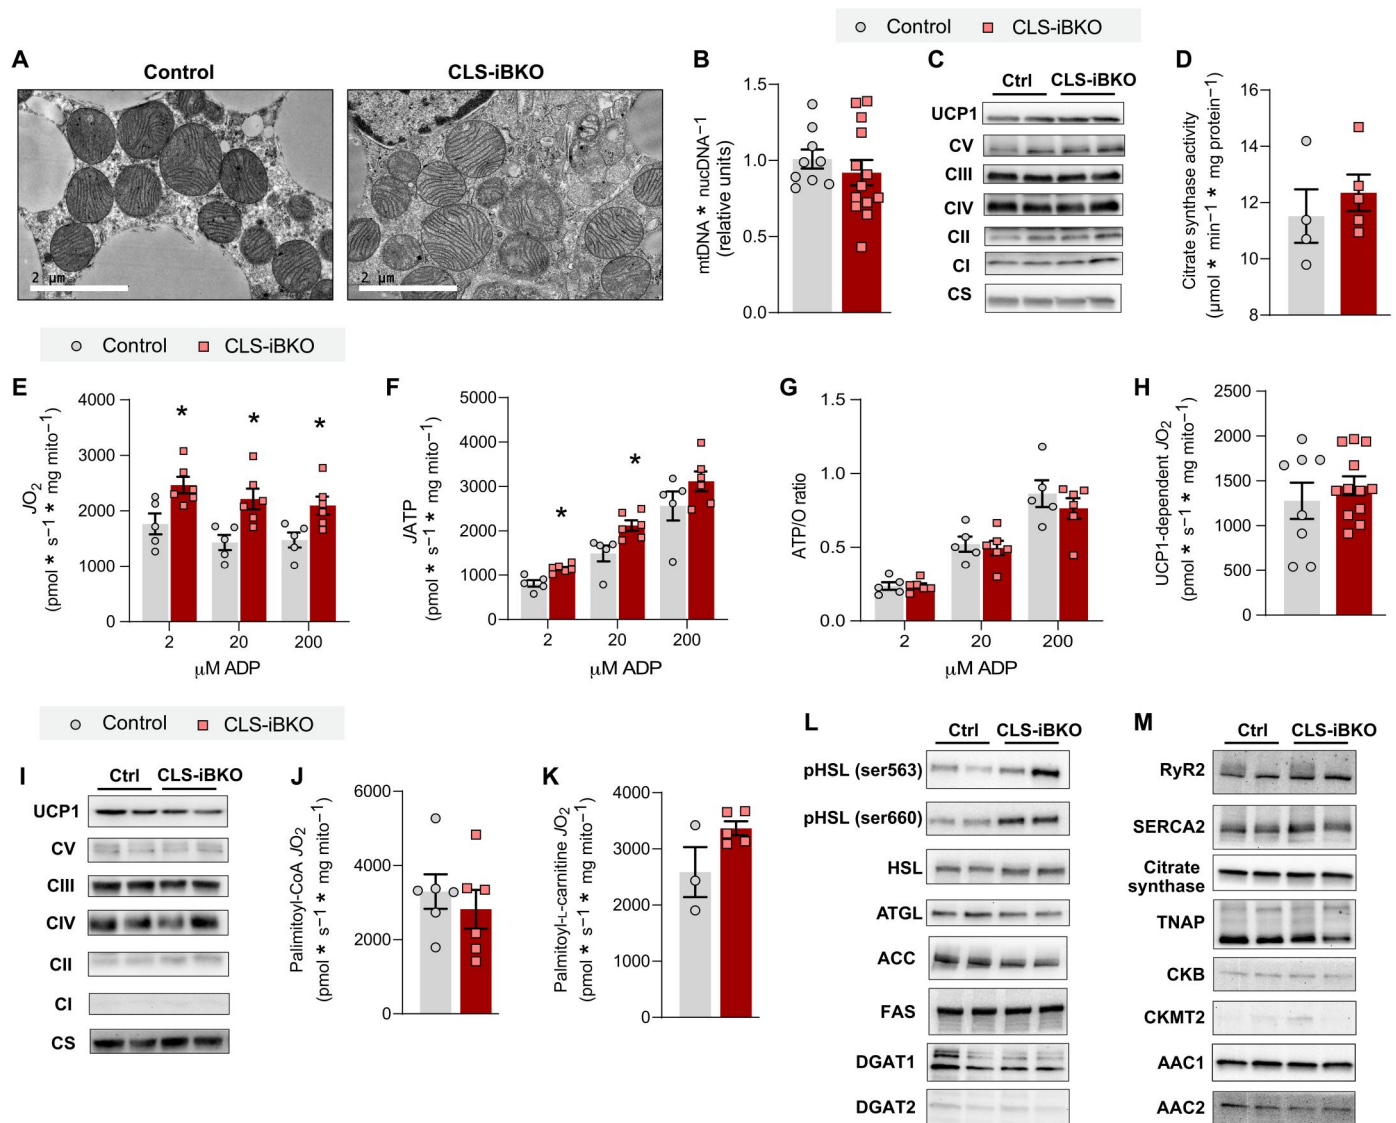 Control CLS-iBKO
A
Control
CLS-iBKO
2 µm
2 µm
B
mtDNA * nucDNA⁻¹
(relative units)
1.5
1.0
0.5
0.0
C
Ctrl CLS-iBKO
UCP1
CV
CIII
CIV
CII
CI
CS
D
Citrate synthase activity
(µmol * min⁻¹ * mg protein⁻¹)
16
14
12
10
8
Control CLS-iBKO
E
JO₂
(pmol * s⁻¹ * mg mito⁻¹)
4000
3000
2000
1000
0
* * *
2 20 200
µM ADP
F
JATP
(pmol * s⁻¹ * mg mito⁻¹)
5000
4000
3000
2000
1000
0
* *
2 20 200
µM ADP
G
ATP/O ratio
1.5
1.0
0.5
0.0
2 20 200
µM ADP
H
UCP1-dependent JO₂
(pmol * s⁻¹ * mg mito⁻¹)
2500
2000
1500
1000
500
0
Control CLS-iBKO
I
Ctrl CLS-iBKO
UCP1
CV
CIII
CIV
CII
CI
CS
J
Palimitoyl-CoA JO₂
(pmol * s⁻¹ * mg mito⁻¹)
6000
4000
2000
0
K
Palmitoyl-L-carnitine JO₂
(pmol * s⁻¹ * mg mito⁻¹)
4000
3000
2000
1000
0
L
Ctrl CLS-iBKO
pHSL (ser563)
pHSL (ser660)
HSL
ATGL
ACC
FAS
DGAT1
DGAT2
M
Ctrl CLS-iBKO
RyR2
SERCA2
Citrate
synthase
TNAP
CKB
CKMT2
AAC1
AAC2